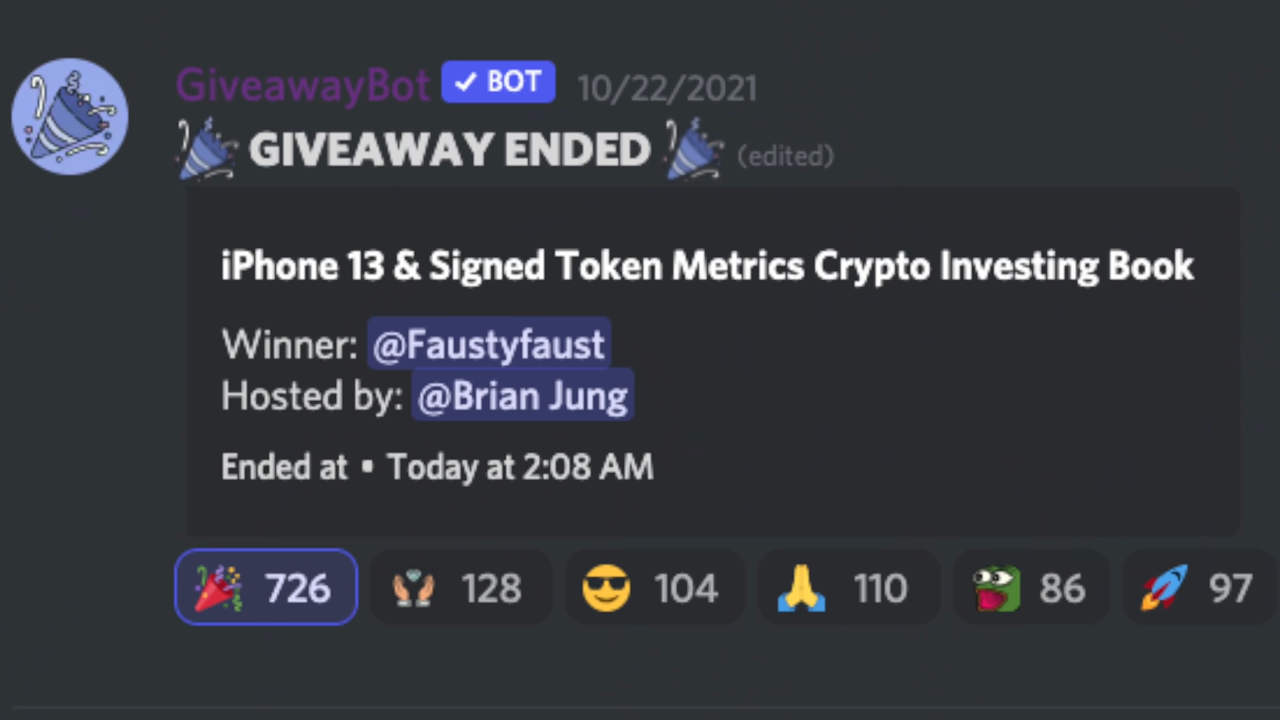 GiveawayBot ✓ BOT 10/22/2021
🎉 GIVEAWAY ENDED 🎉 (edited)
iPhone 13 & Signed Token Metrics Crypto Investing Book
Winner: @Faustyfaust
Hosted by: @Brian Jung
Ended at • Today at 2:08 AM
726 128 104 110 86 97